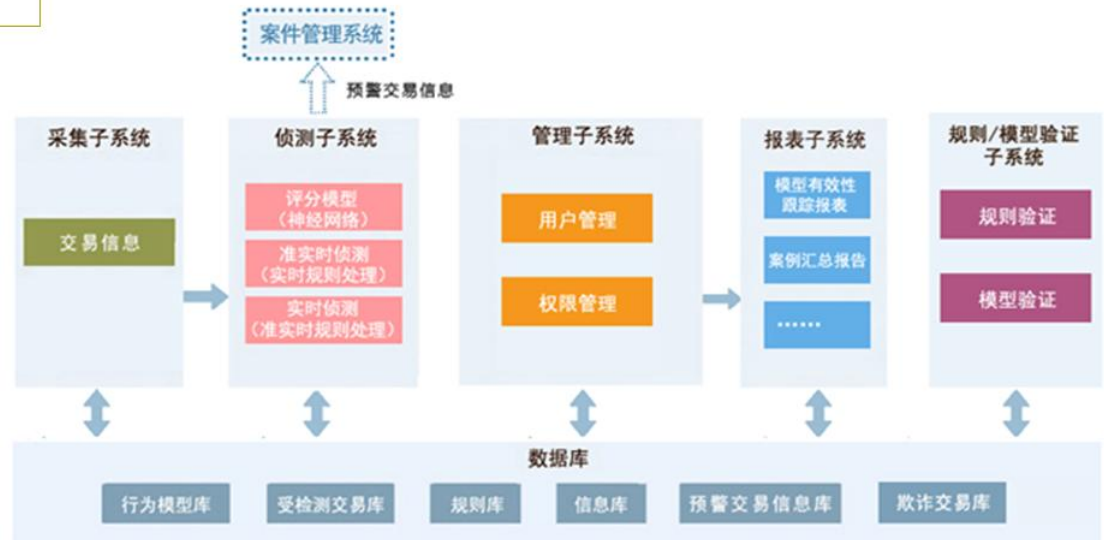 案件管理系统
预警交易信息
采集子系统
交易信息
侦测子系统
评分模型
(神经网络)
准实时侦测
(实时规则处理)
实时侦测
(准实时规则处理)
管理子系统
用户管理
权限管理
报表子系统
模型有效性
跟踪报表
案例汇总报告
......
规则/模型验证
子系统
规则验证
模型验证
数据库
行为模型库
受检测交易库
规则库
信息库
预警交易信息库
欺诈交易库